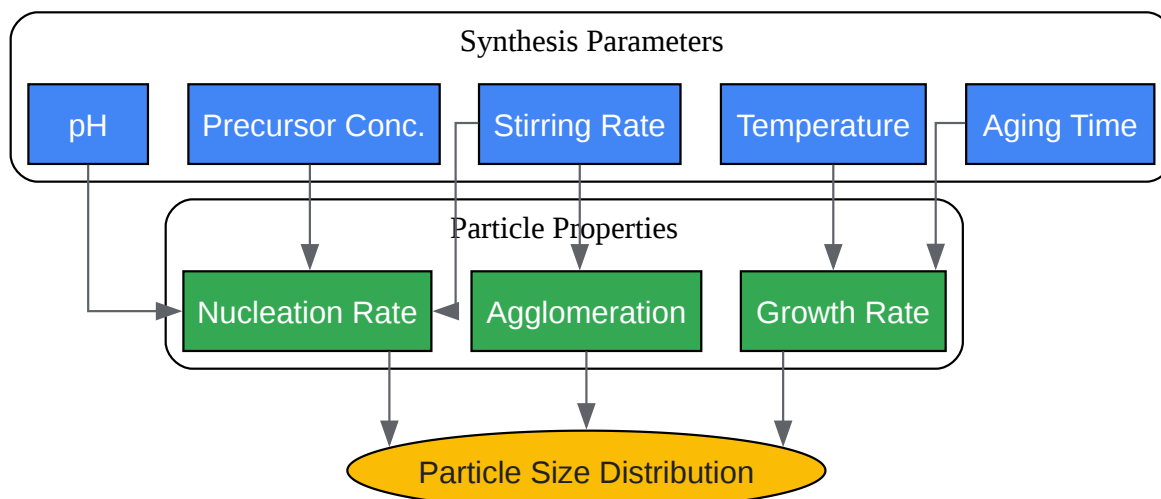 Synthesis Parameters
pH
Precursor Conc.
Stirring Rate
Temperature
Aging Time
Particle Properties
Nucleation Rate
Agglomeration
Growth Rate
Particle Size Distribution